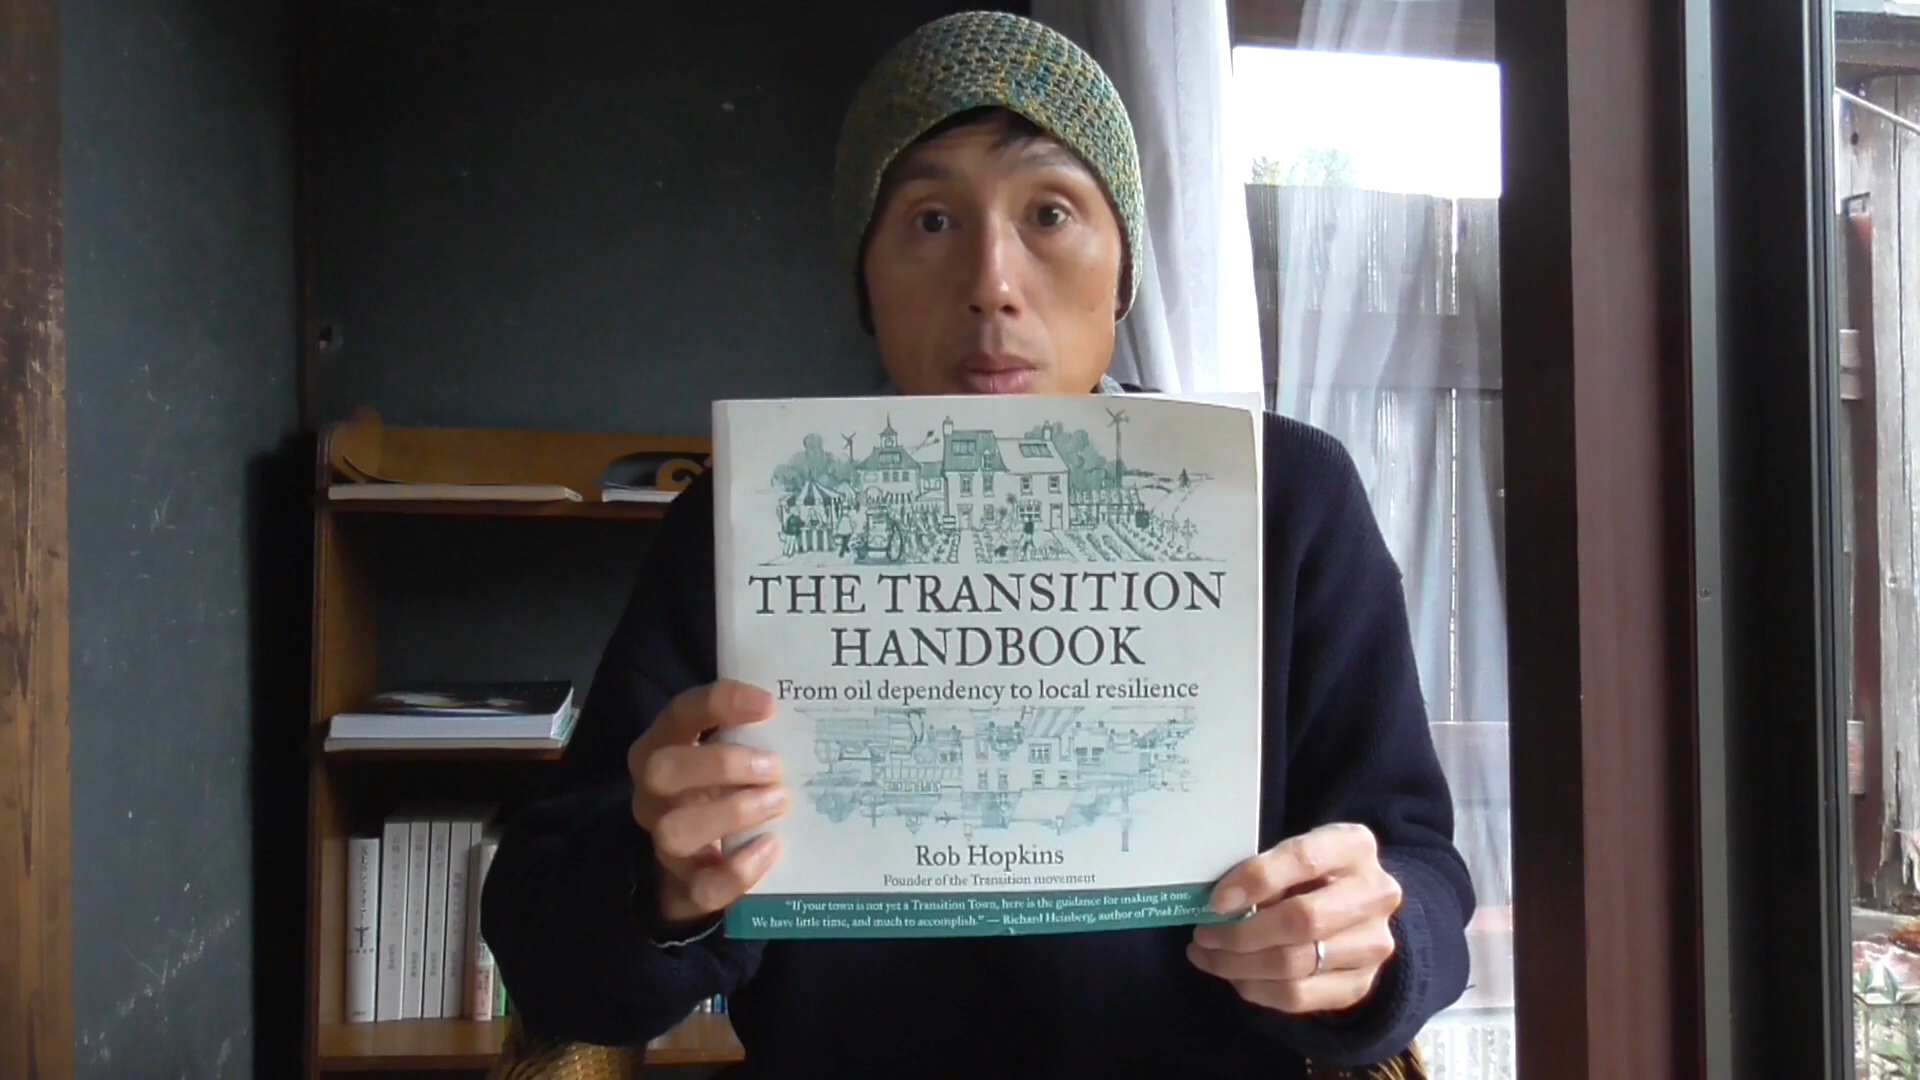 THE TRANSITION
HANDBOOK
From oil dependency to local resilience
Rob Hopkins
Founder of the Transition movement
"If your town is not yet a Transition Town, here is the guidance for making it one.
We have little time, and much to accomplish." — Richard Heinberg, author of